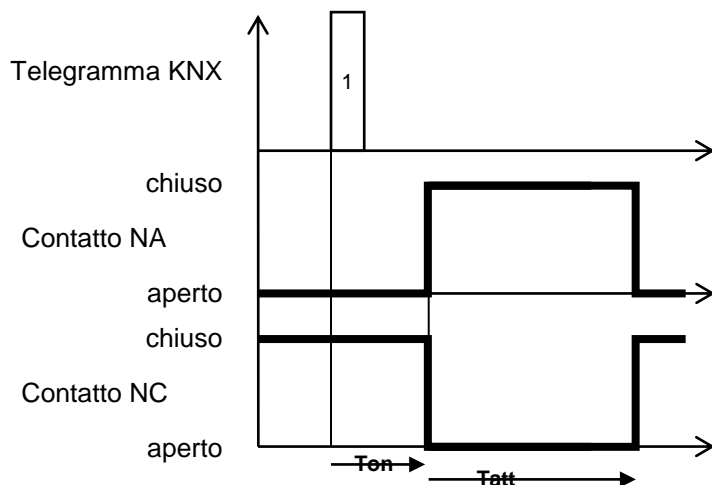 Telegramma KNX
1
chiuso
Contatto NA
aperto
chiuso
Contatto NC
aperto
Ton
Tatt